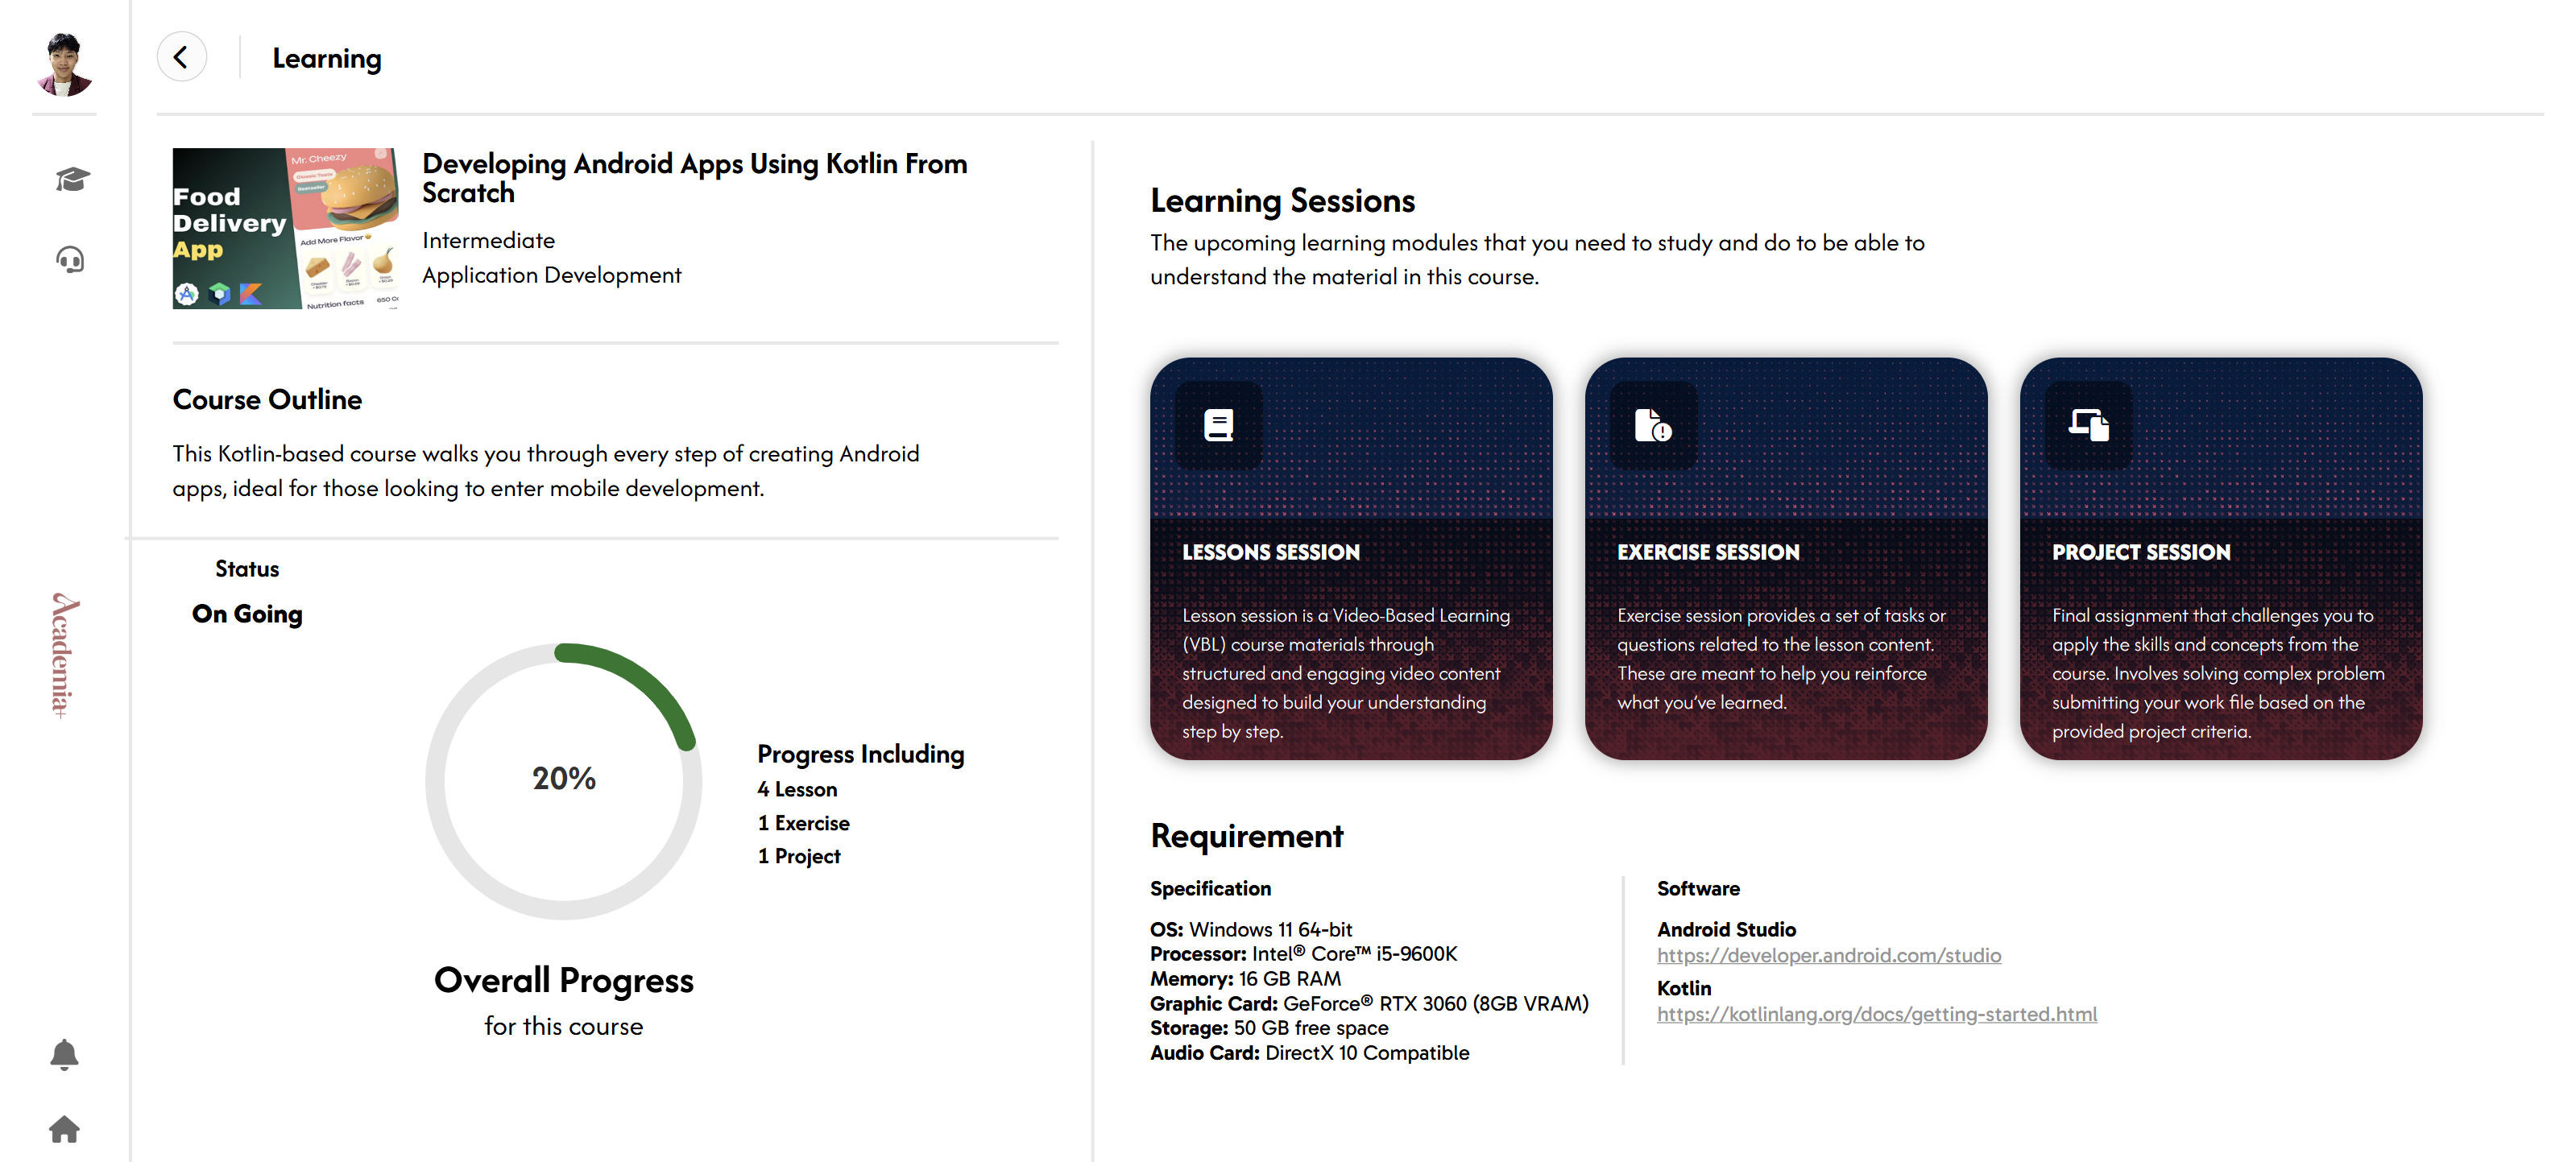 Learning
Food
Delivery
App
Mr. Cheezy
Add More Flavor
Nutrition facts
Developing Android Apps Using Kotlin From
Scratch
Intermediate
Application Development
Course Outline
This Kotlin-based course walks you through every step of creating Android
apps, ideal for those looking to enter mobile development.
Status
On Going
20%
Progress Including
4 Lesson
1 Exercise
1 Project
Overall Progress
for this course
Academia+
Learning Sessions
The upcoming learning modules that you need to study and do to be able to
understand the material in this course.
LESSONS SESSION
Lesson session is a Video-Based Learning
(VBL) course materials through
structured and engaging video content
designed to build your understanding
step by step.
EXERCISE SESSION
Exercise session provides a set of tasks or
questions related to the lesson content.
These are meant to help you reinforce
what you’ve learned.
PROJECT SESSION
Final assignment that challenges you to
apply the skills and concepts from the
course. Involves solving complex problem
submitting your work file based on the
provided project criteria.
Requirement
Specification
OS: Windows 11 64-bit
Processor: Intel® Core™ i5-9600K
Memory: 16 GB RAM
Graphic Card: GeForce® RTX 3060 (8GB VRAM)
Storage: 50 GB free space
Audio Card: DirectX 10 Compatible
Software
Android Studio
https://developer.android.com/studio
Kotlin
https://kotlinlang.org/docs/getting-started.html